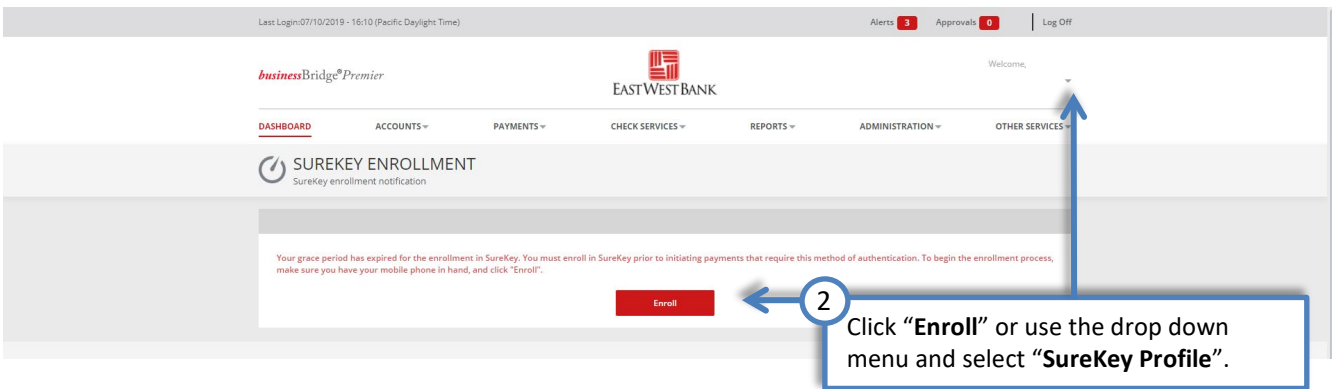 Last Login:07/10/2019 - 16:10 (Pacific Daylight Time) Alerts 3 Approvals 0 Log Off
businessBridge® Premier
EASTWEST BANK
Welcome,
DASHBOARD ACCOUNTS PAYMENTS CHECK SERVICES REPORTS ADMINISTRATION OTHER SERVICES
SUREKEY ENROLLMENT
SureKey enrollment notification
Your grace period has expired for the enrollment in SureKey. You must enroll in SureKey prior to initiating payments that require this method of authentication. To begin the enrollment process,
make sure you have your mobile phone in hand, and click "Enroll".
Enroll
2
Click “Enroll” or use the drop down
menu and select “SureKey Profile”.